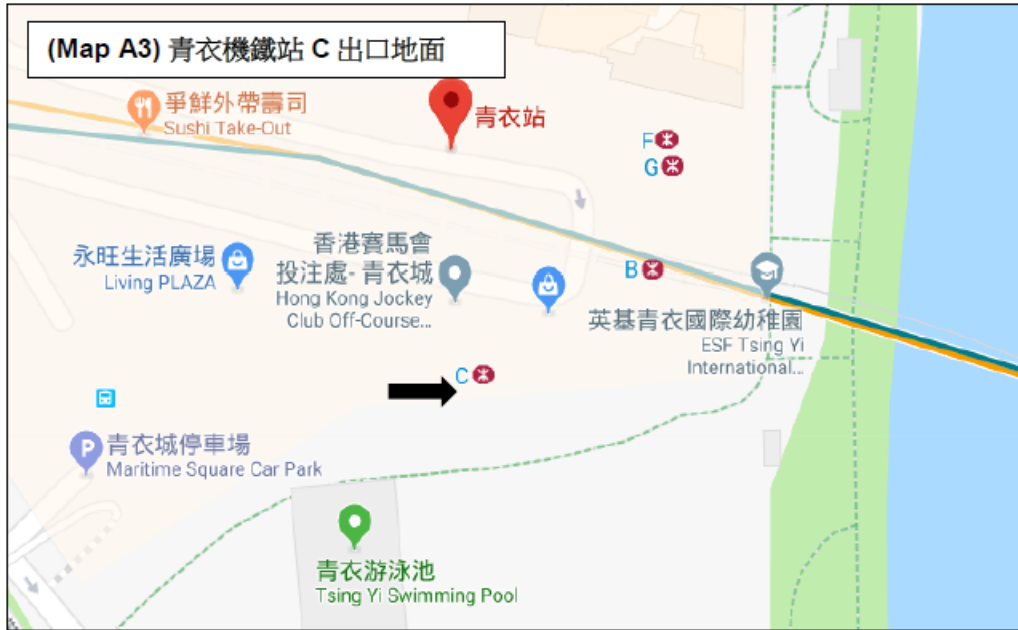 (Map A3) 青衣機鐵站 C 出口地面
爭鮮外帶壽司
Sushi Take-Out
青衣站
F
G
永旺生活廣場
Living PLAZA
香港賽馬會
投注處- 青衣城
Hong Kong Jockey
Club Off-Course...
B
英基青衣國際幼稚園
ESF Tsing Yi
International...
C
P
青衣城停車場
Maritime Square Car Park
青衣游泳池
Tsing Yi Swimming Pool